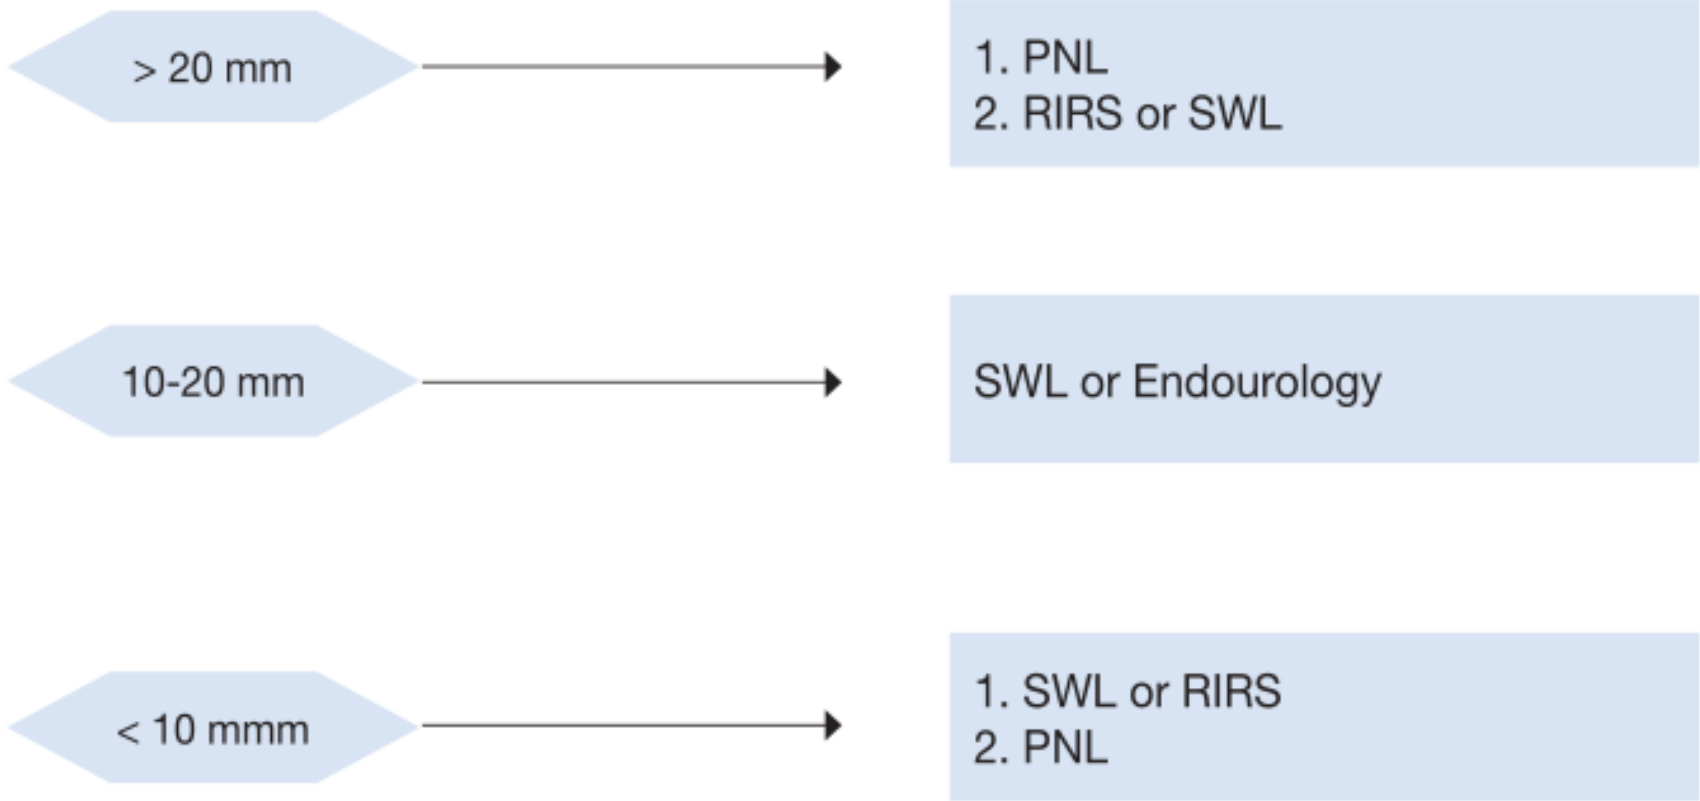 > 20 mm
1. PNL
2. RIRS or SWL
10-20 mm
SWL or Endourology
< 10 mmm
1. SWL or RIRS
2. PNL